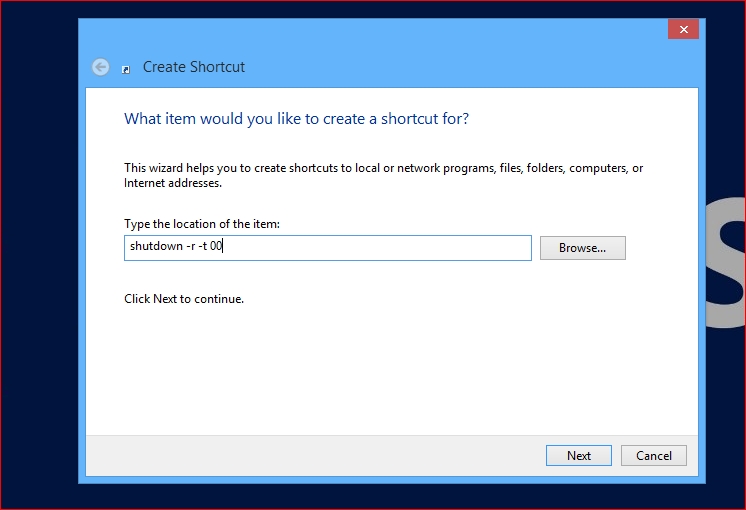 Create Shortcut
What item would you like to create a shortcut for?
This wizard helps you to create shortcuts to local or network programs, files, folders, computers, or
Internet addresses.
Type the location of the item:
shutdown -r -t 00
Browse...
Click Next to continue.
Next
Cancel